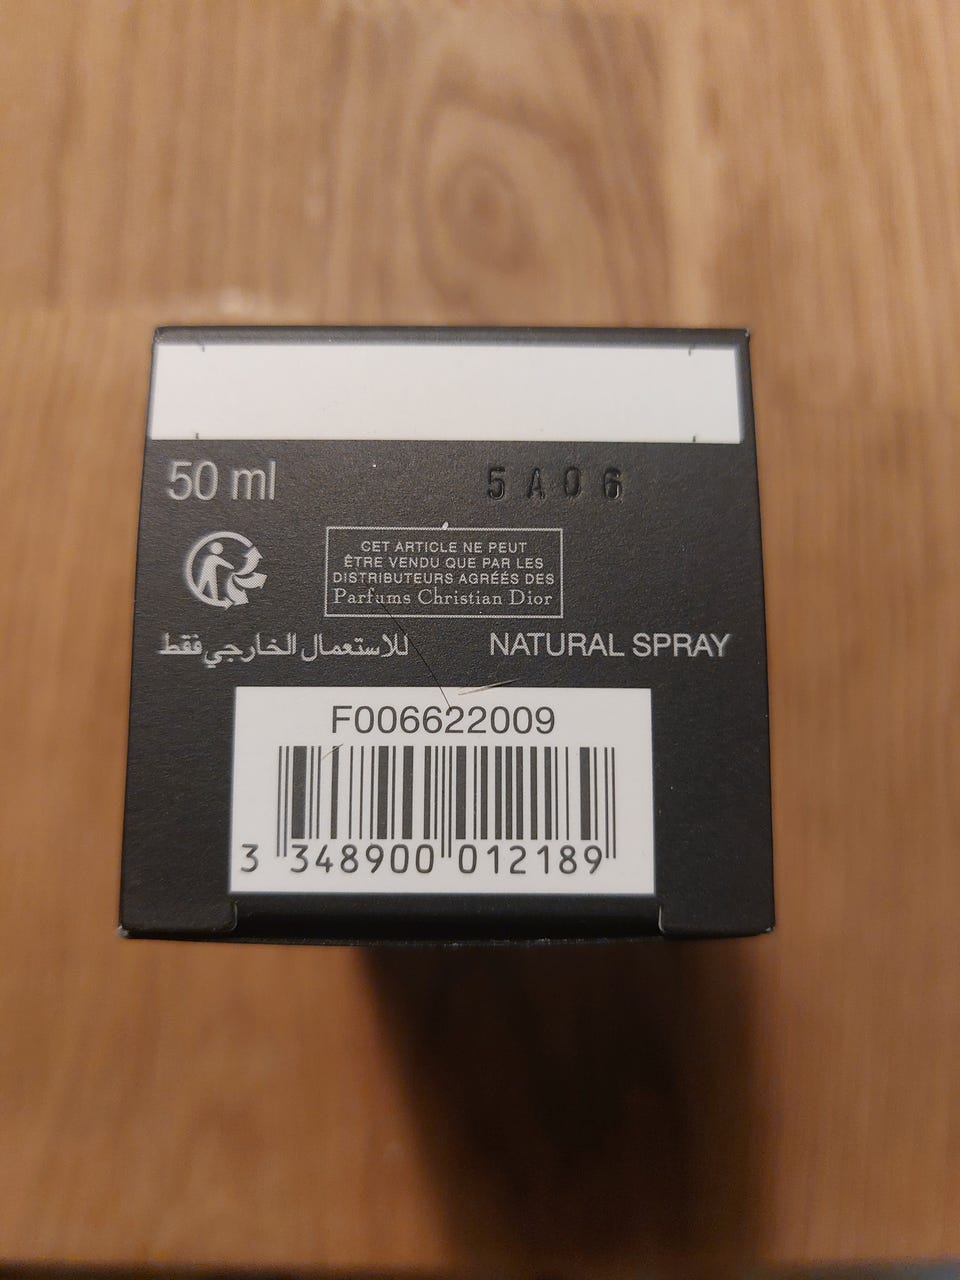 50 ml
5A06
CET ARTICLE NE PEUT
ÊTRE VENDU QUE PAR LES
DISTRIBUTEURS AGRÉÉS DES
Parfums Christian Dior
للاستعمال الخارجي فقط
NATURAL SPRAY
F006622009
3 348900 012189